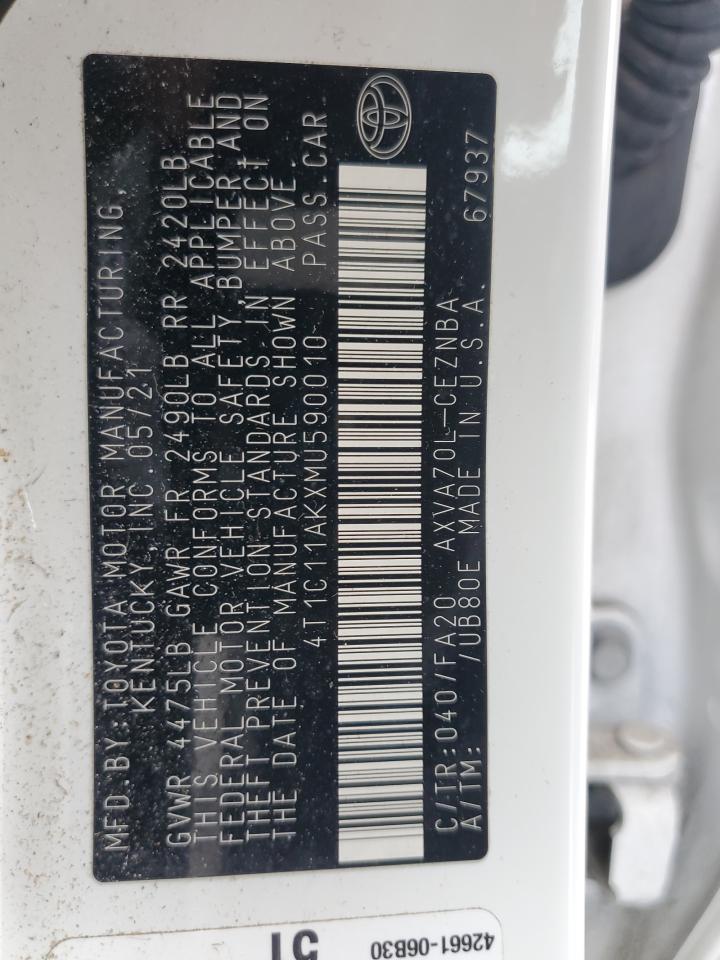 MFD.BY:TOYOTA MOTOR MANUFACTURING,
KENTUCKY, INC.05/21
GVWR 4475LB GAWR FR 2490LB RR 2420LB
THIS VEHICLE CONFORMS TO ALL APPLICABLE
FEDERAL MOTOR VEHICLE SAFETY,BUMPER,AND
THEFT PREVENTION STANDARDS IN EFFECT ON
THE DATE OF MANUFACTURE SHOWN ABOVE.
4T1C11AKXMU590010 PASS.CAR
C/TR:040/FA20 AXVA70L-CEZNBA
A/TM: /UB80E MADE IN U.S.A. 67937
42661-06B30
51